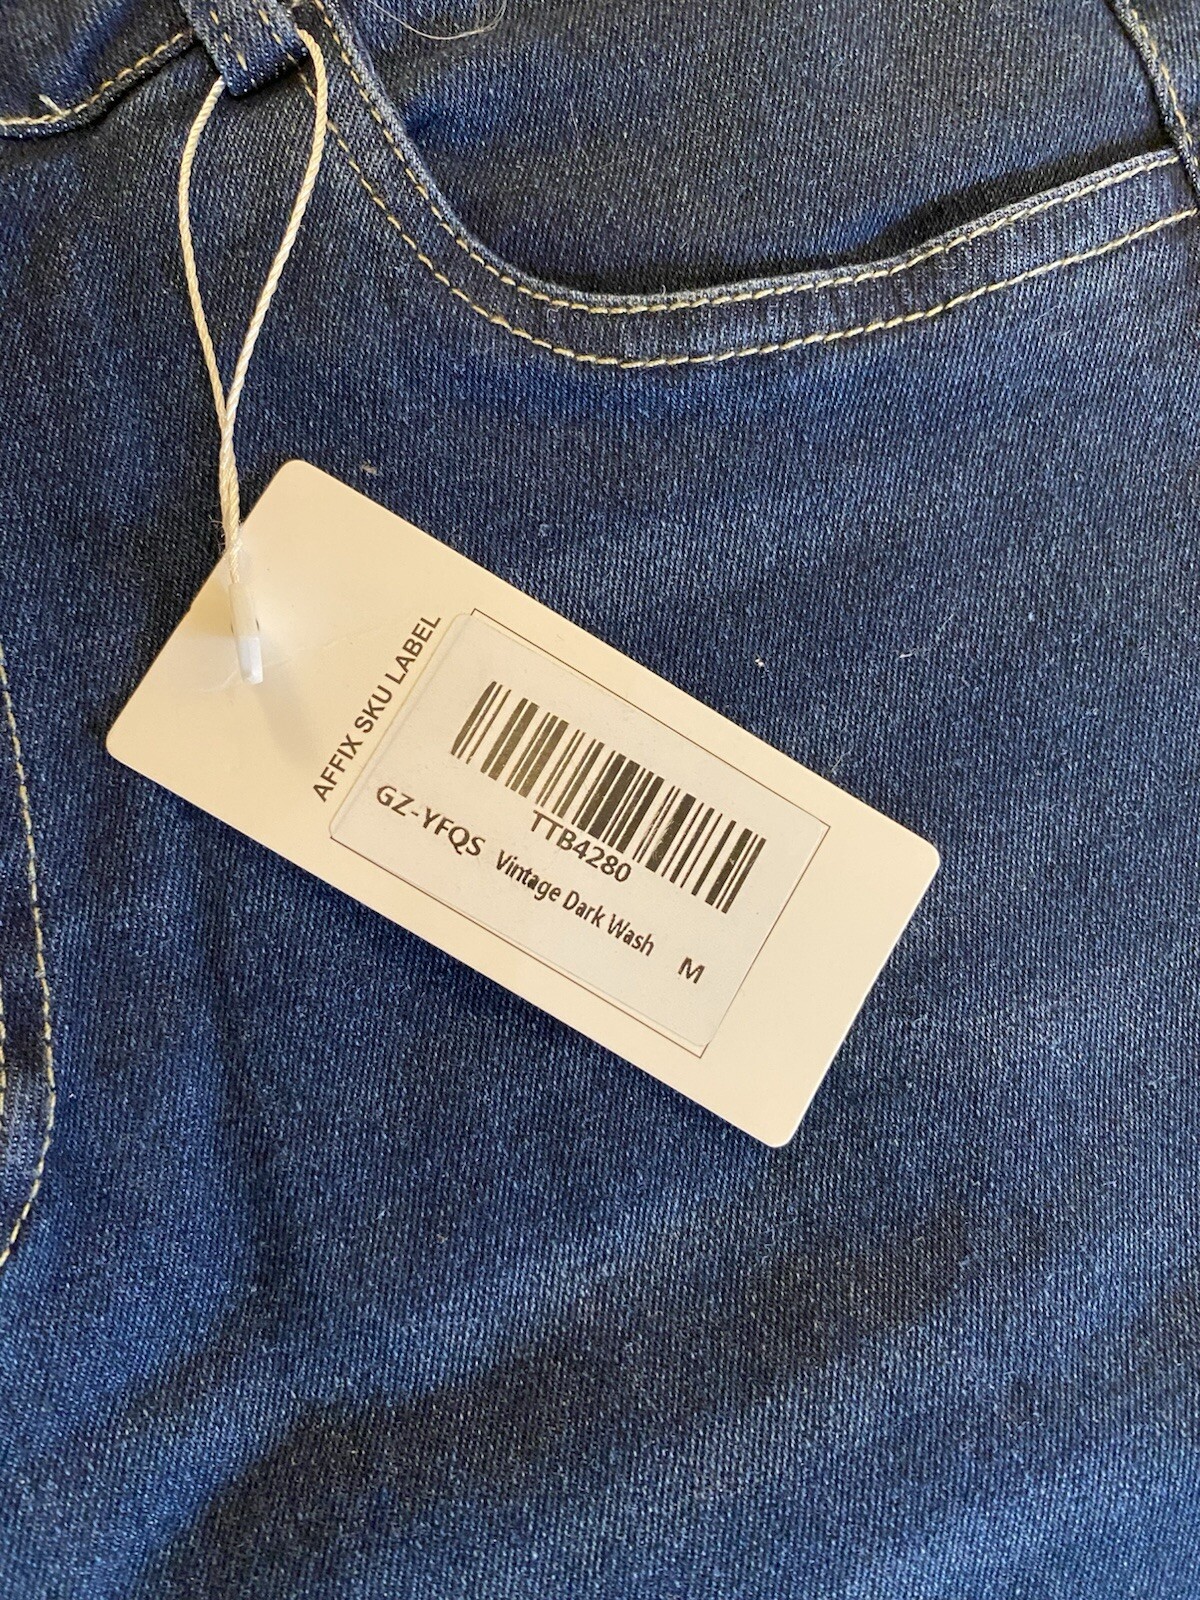 AFFIX SKU LABEL
TTB4280
GZ-YFQS Vintage Dark Wash M